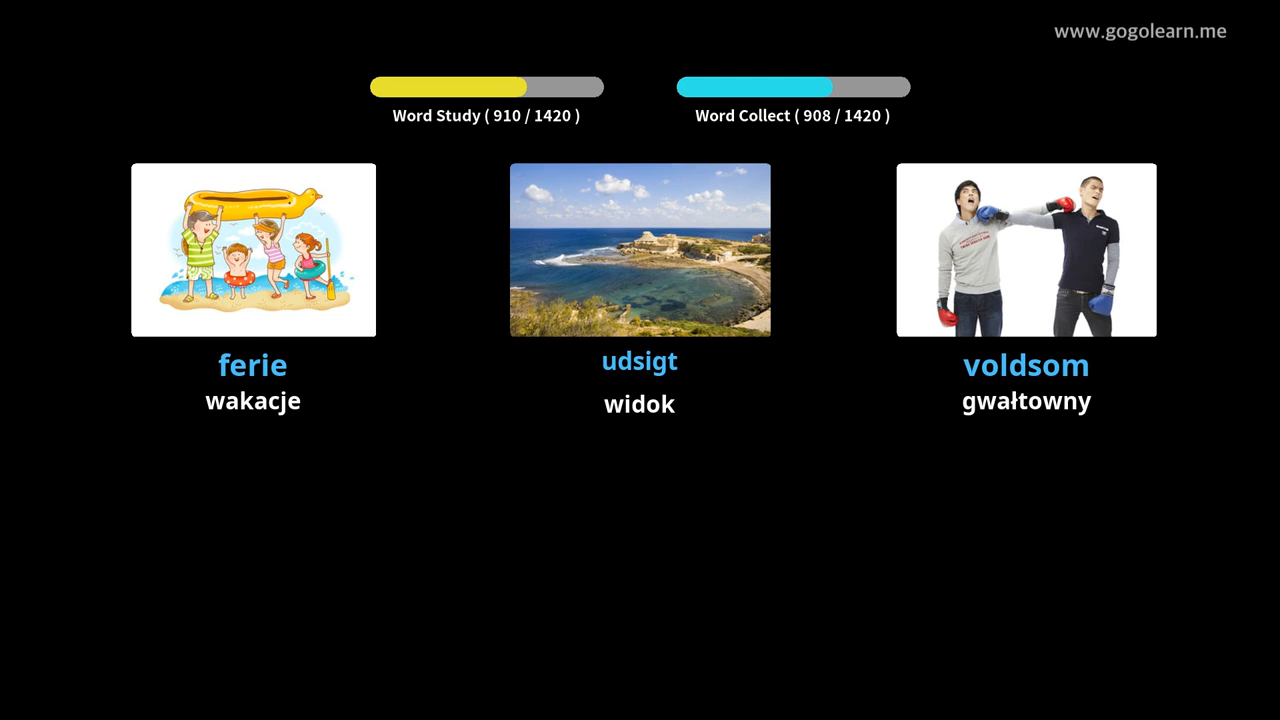 www.gogolearn.me
Word Study ( 910 / 1420 )
Word Collect ( 908 / 1420 )
ferie
wakacje
udsigt
widok
voldsom
gwałtowny